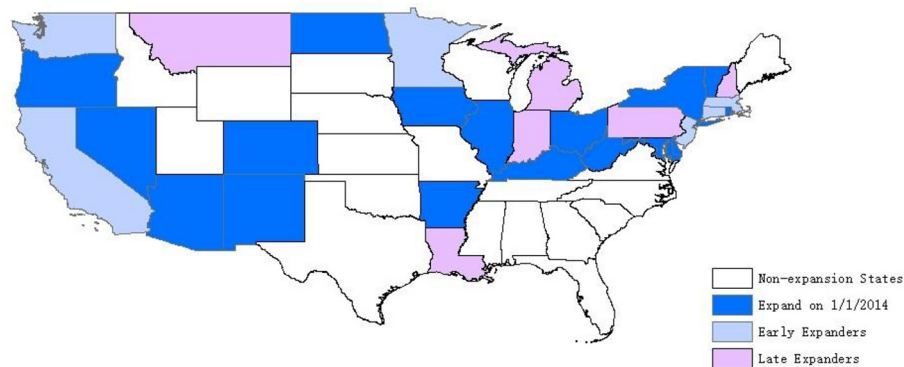 Non-expansion States
Expand on 1/1/2014
Early Expanders
Late Expanders